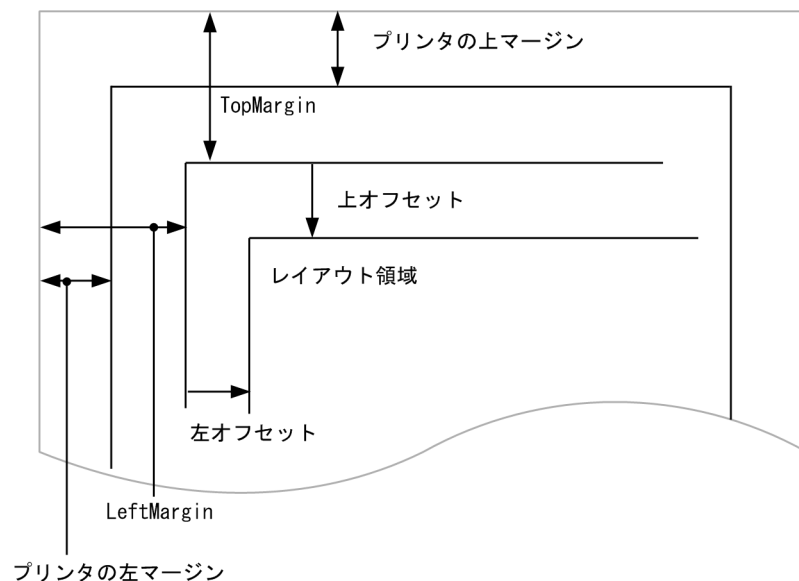 プリンタの上マージン
TopMargin
上オフセット
レイアウト領域
左オフセット
LeftMargin
プリンタの左マージン